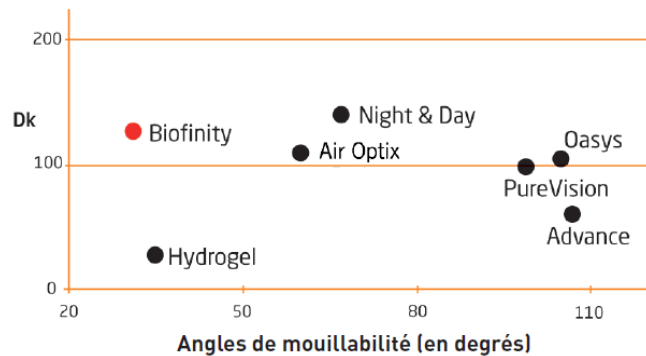 200
Dk
Night & Day
Biofinity
Air Optix
Oasys
100
PureVision
Advance
Hydrogel
0
20 50 80 110
Angles de mouillabilité (en degrés)